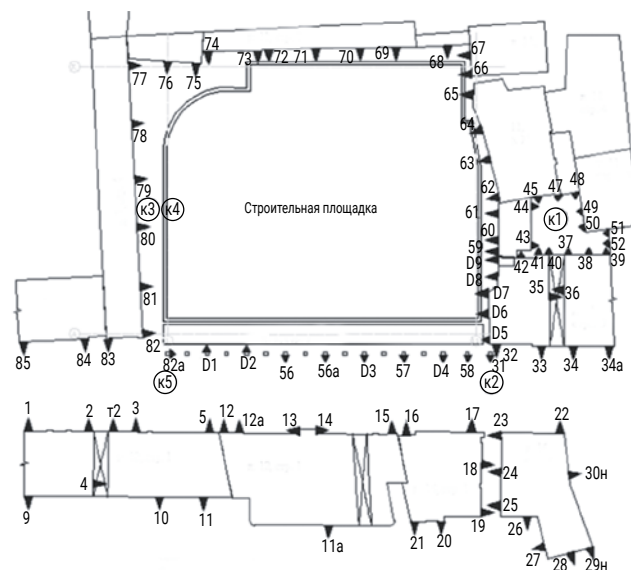 74
73 72 71 70 69 68 67
77 76 75 66
65
78 64
63
79 62 45 47 48
к3 к4 Строительная площадка 61 44 к1 49
50
80 60 43 51
59 52
D9 42 41 40 37 38 39
D8 35 36
81 D7
D6
D5
85 84 83 82 32 33 34 34а
82а D1 D2 56 56а D3 57 D4 58 31
к5 к2
1 2 т2 3 5 12 12а 13 14 15 16 17 23 22
18 24 30н
4
9 10 11 19 25
11а 21 20 26
27 28 29н